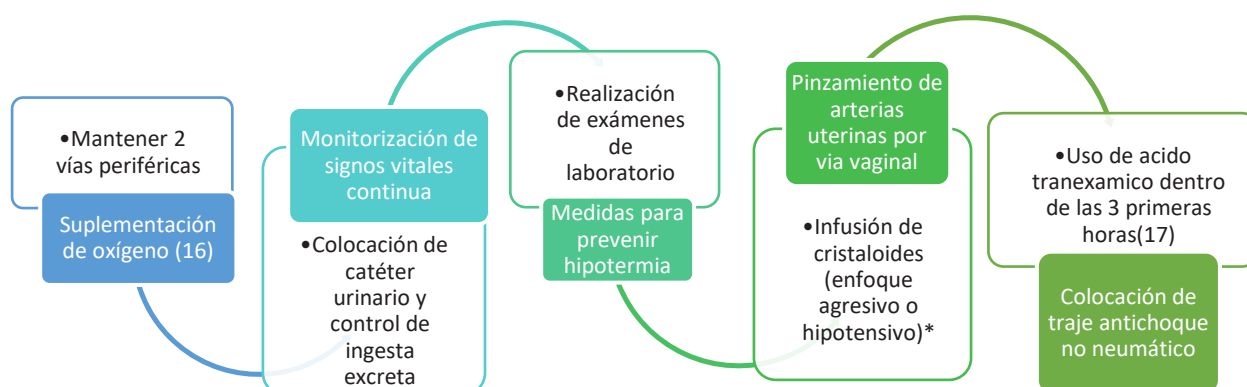 •Mantener 2
vías periféricas
Suplementación
de oxígeno (16)
Monitorización de
signos vitales
continua
•Colocación de
catéter
urinario y
control de
ingesta
excreta
•Realización
de exámenes
de
laboratorio
Medidas para
prevenir
hipotermia
Pinzamiento de
arterias
uterinas por
via vaginal
•Infusión de
cristaloides
(enfoque
agresivo o
hipotensivo)*
•Uso de acido
tranexamico dentro
de las 3 primeras
horas(17)
Colocación de
traje antichoque
no neumático